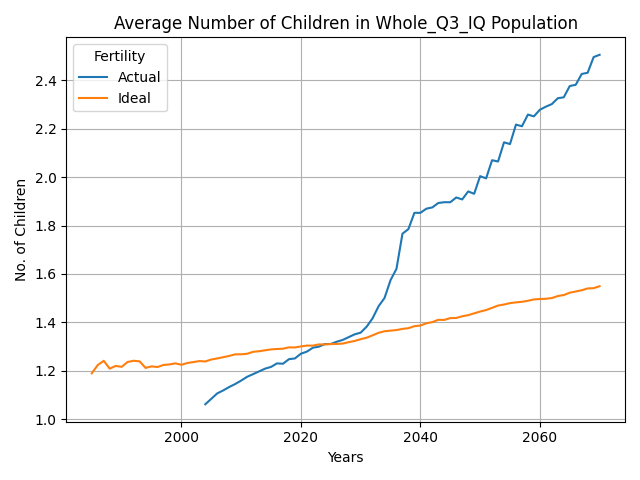 Average Number of Children in Whole_Q3_IQ Population
Fertility
Actual
Ideal
2.4
2.2
2.0
1.8
1.6
1.4
1.2
1.0
No. of Children
2000
2020
2040
2060
Years